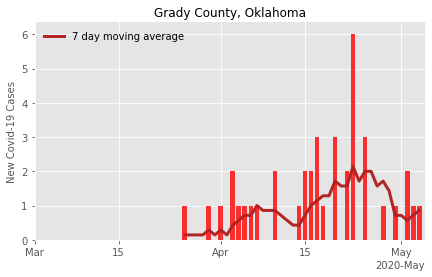 Grady County, Oklahoma
7 day moving average
New Covid-19 Cases
6
5
4
3
2
1
0
Mar
15
Apr
15
May
2020-May